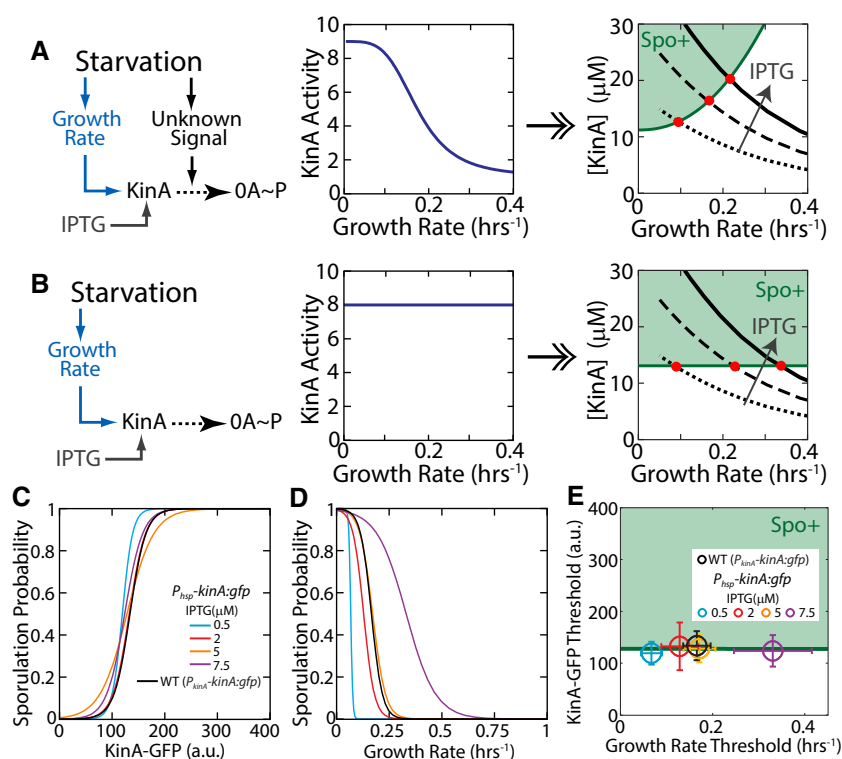 A
Starvation
Growth Rate
Unknown Signal
KinA
0A~P
IPTG
KinA Activity
10
8
6
4
2
0
0
0.2
0.4
Growth Rate (hrs⁻¹)
Spo+
IPTG
[KinA] (µM)
30
20
10
0
0
0.2
0.4
Growth Rate (hrs⁻¹)
B
Starvation
Growth Rate
KinA
0A~P
IPTG
KinA Activity
10
8
6
4
2
0
0
0.2
0.4
Growth Rate (hrs⁻¹)
Spo+
IPTG
[KinA] (µM)
30
20
10
0
0
0.2
0.4
Growth Rate (hrs⁻¹)
C
Sporulation Probability
1
0.8
0.6
0.4
0.2
0
0
100
200
300
400
KinA-GFP (a.u.)
Phsp-kinA:gfp
IPTG(µM)
0.5
2
5
7.5
WT (PkinA-kinA:gfp)
D
Sporulation Probability
1
0.8
0.6
0.4
0.2
0
0
0.25
0.5
0.75
1
Growth Rate (hrs⁻¹)
E
KinA-GFP Threshold (a.u.)
400
300
200
100
0
0
0.2
0.4
Growth Rate Threshold (hrs⁻¹)
Spo+
WT (PkinA-kinA:gfp)
Phsp-kinA:gfp
IPTG(µM)
0.5 2 5 7.5